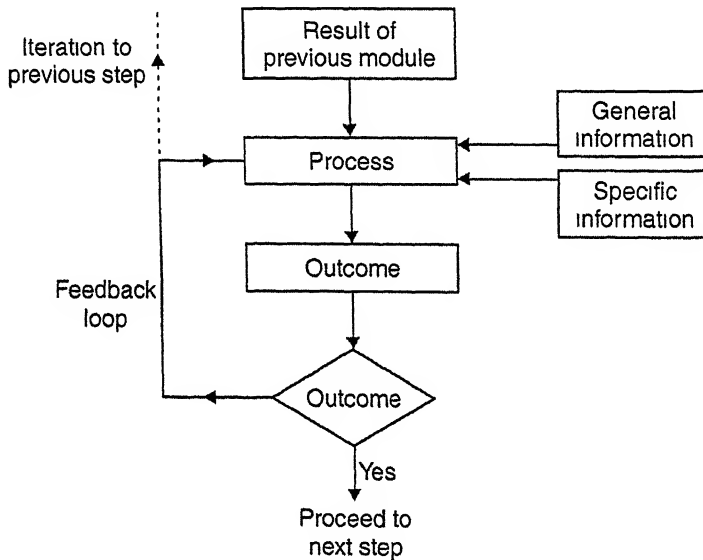 Iteration to
previous step
Result of
previous module
General
information
Process
Specific
information
Outcome
Feedback
loop
Outcome
Yes
Proceed to
next step